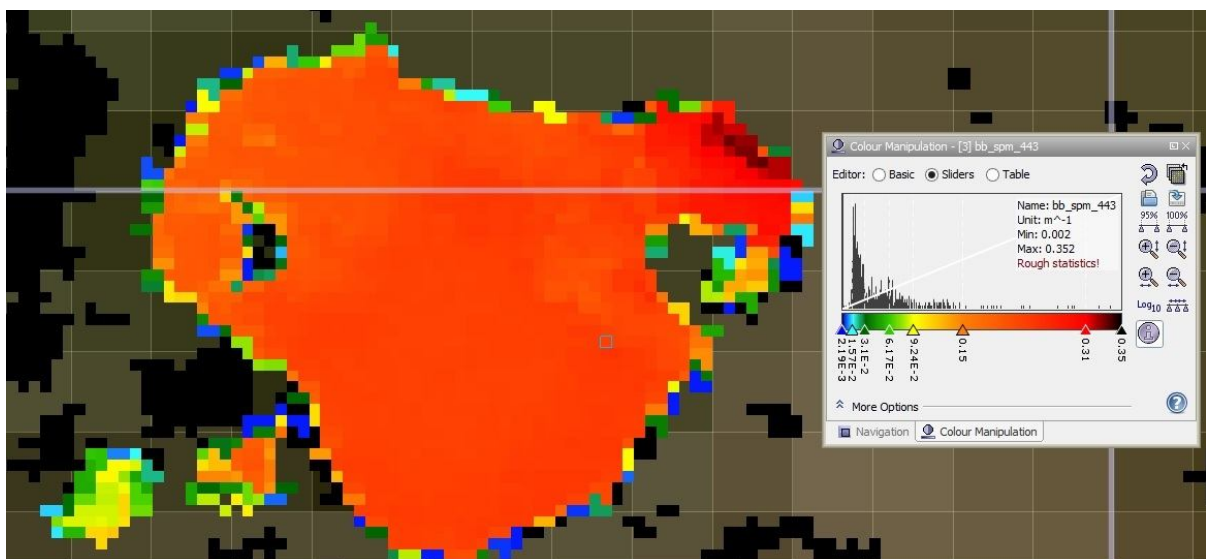 Colour Manipulation - [3] bb_spm_443
Editor: Basic Sliders Table
Name: bb_spm_443
Unit: m^-1
Min: 0.002
Max: 0.352
Rough statistics!
95% 100%
Log10
2.19E-3 1.57E-2 3.1E-2 6.17E-2 9.24E-2 0.15 0.31 0.35
More Options
Navigation Colour Manipulation